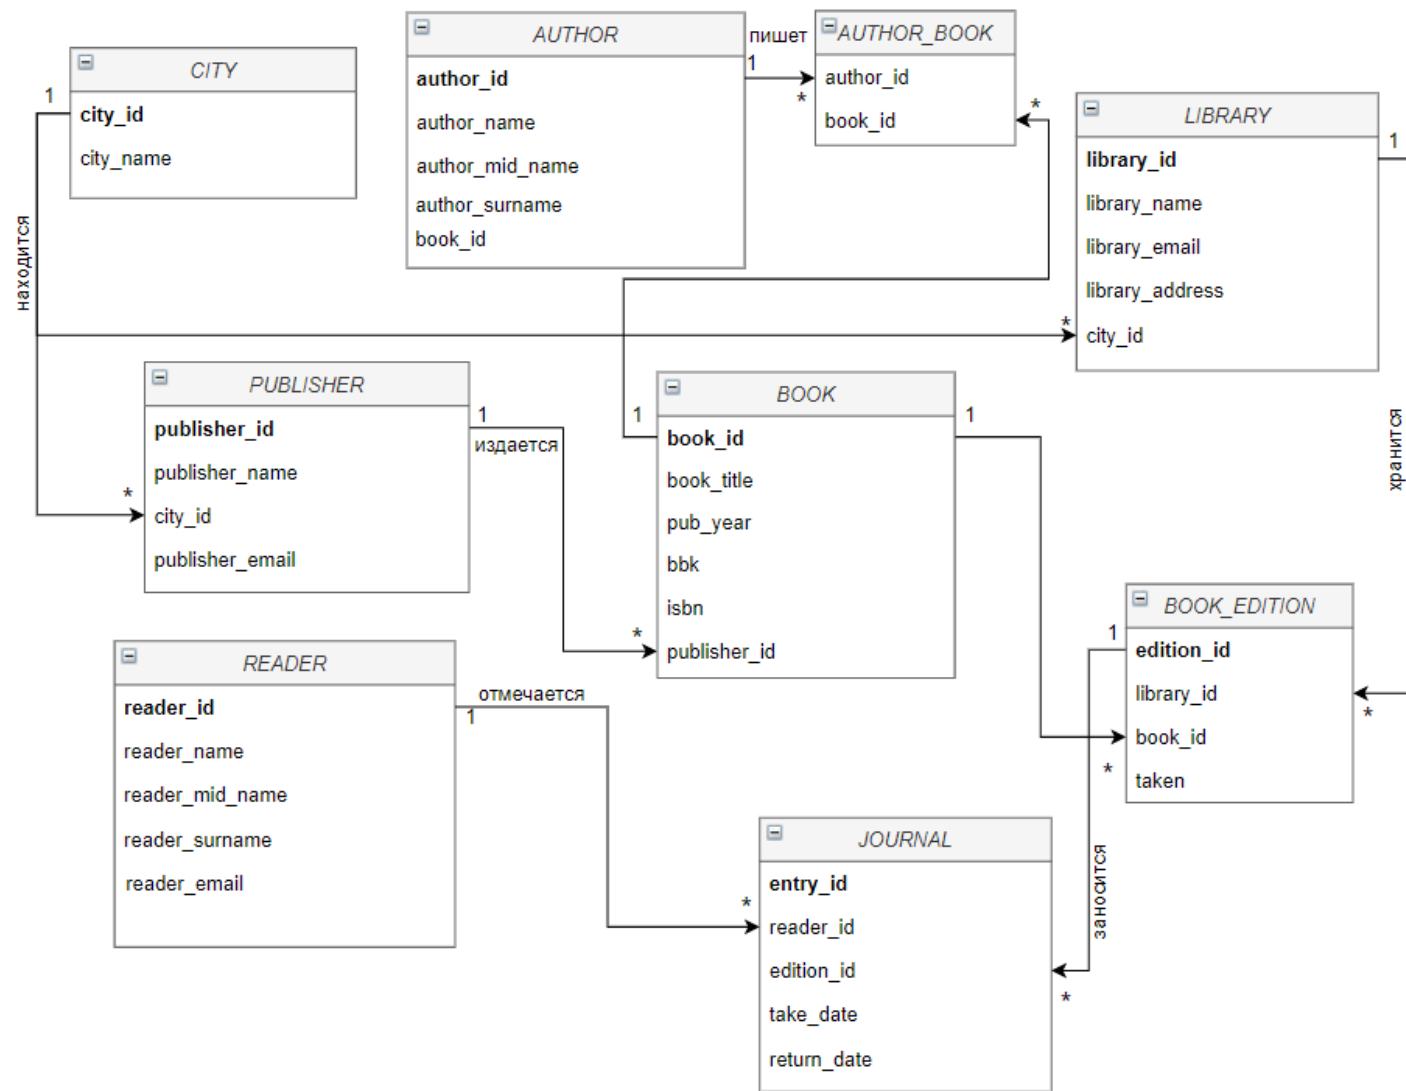 CITY
1
city_id
city_name
находится
AUTHOR
author_id
author_name
author_mid_name
author_surname
book_id
пишет
1
*
AUTHOR_BOOK
author_id
book_id
*
LIBRARY
library_id
library_name
library_email
library_address
city_id
*
1
хранится
PUBLISHER
publisher_id
publisher_name
city_id
publisher_email
*
1
издается
BOOK
book_id
book_title
pub_year
bbk
isbn
publisher_id
1
1
*
BOOK_EDITION
edition_id
library_id
book_id
taken
1
*
*
READER
reader_id
reader_name
reader_mid_name
reader_surname
reader_email
отмечается
1
JOURNAL
entry_id
reader_id
edition_id
take_date
return_date
*
заносится
*